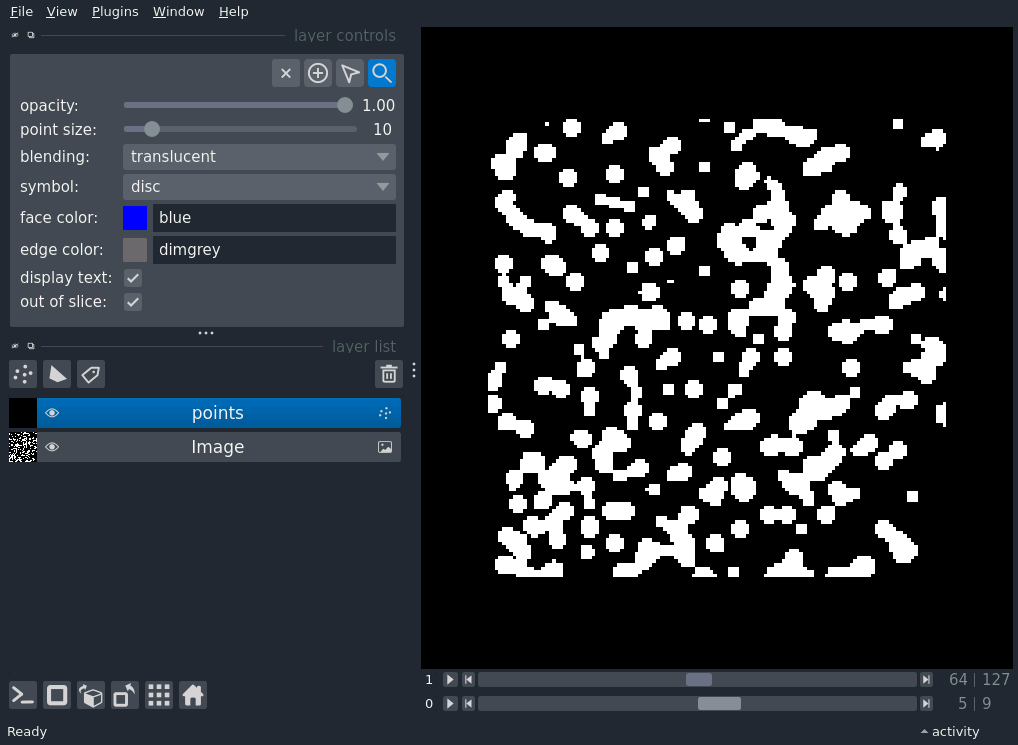 File View Plugins Window Help
layer controls
opacity: 1.00
point size: 10
blending: translucent
symbol: disc
face color: blue
edge color: dimgrey
display text:
out of slice:
layer list
points
Image
1 64 | 127
0 5 | 9
Ready activity